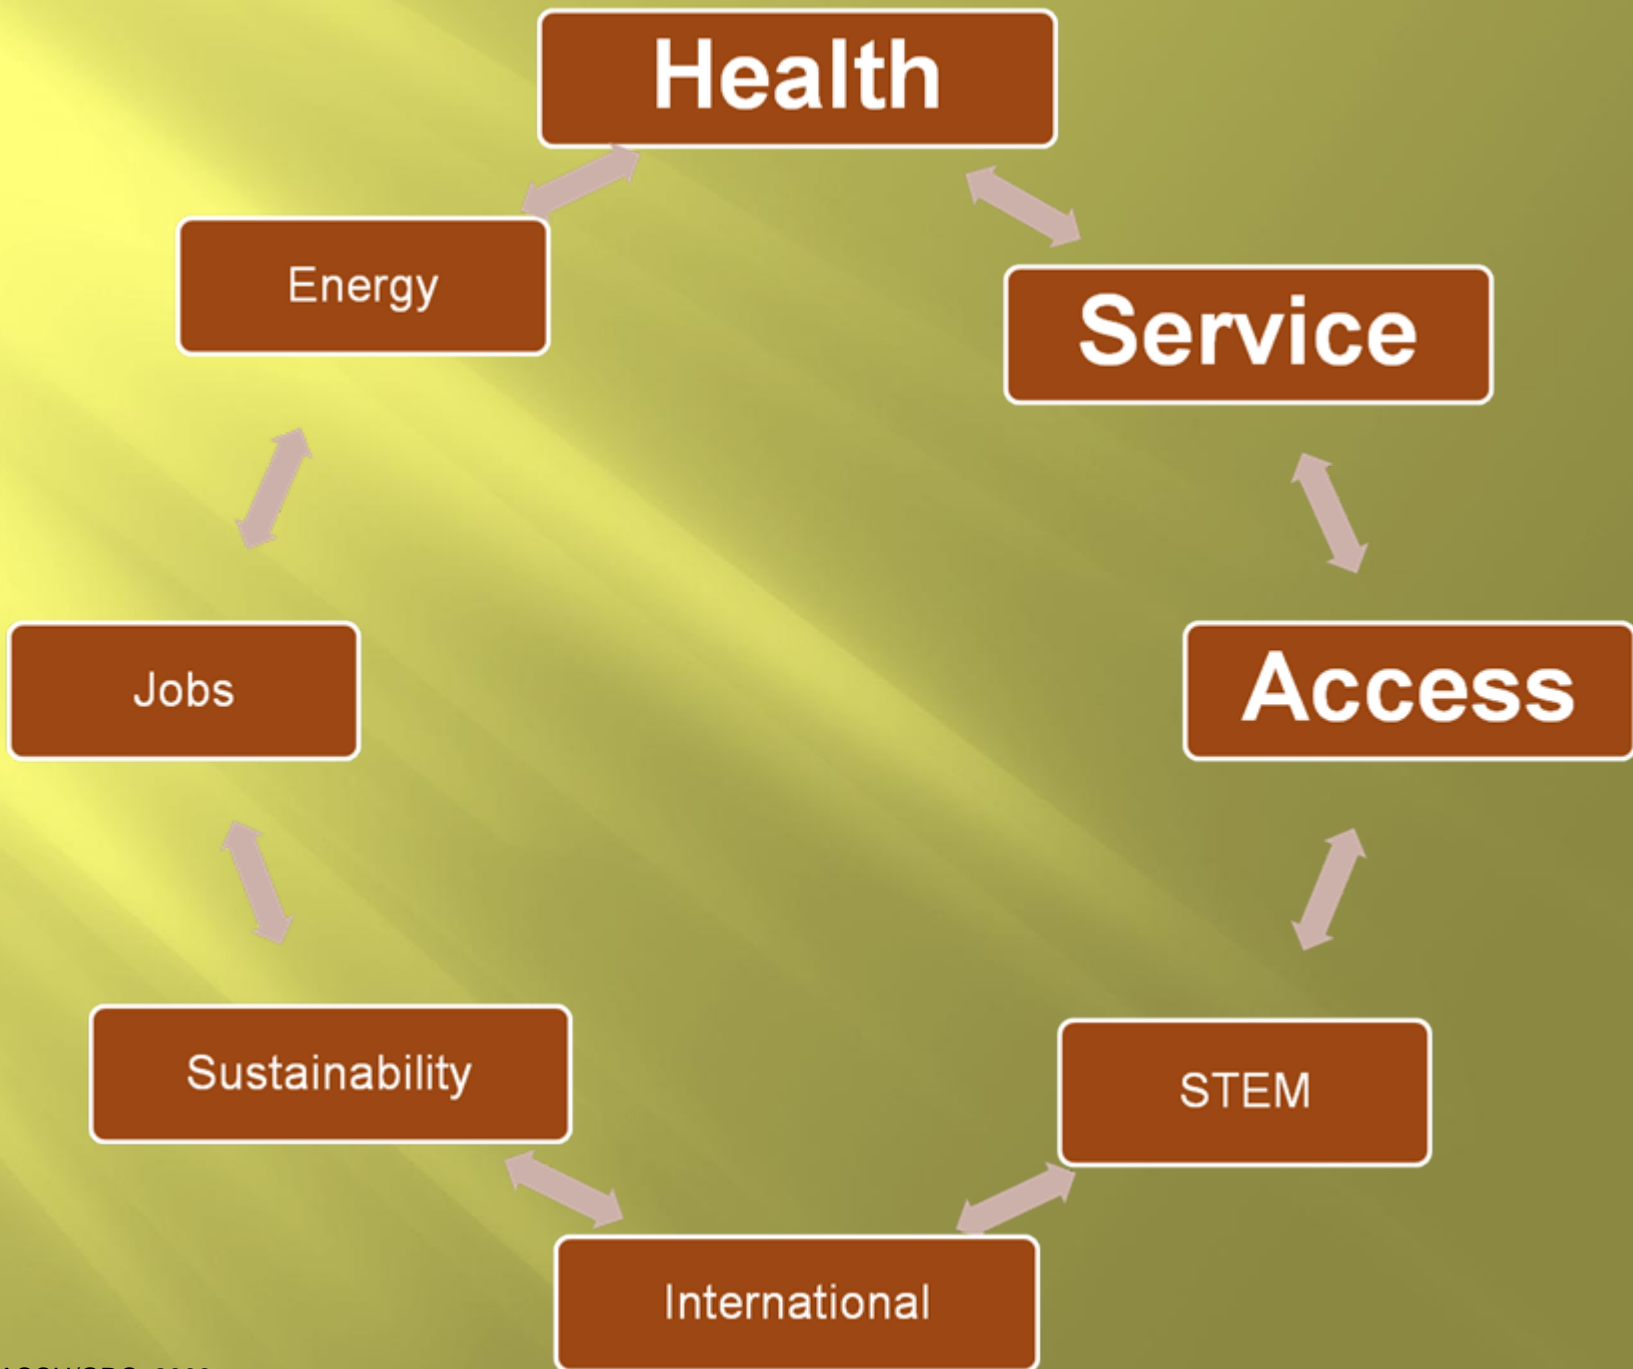 Health
Energy
Service
Jobs
Access
Sustainability
STEM
International